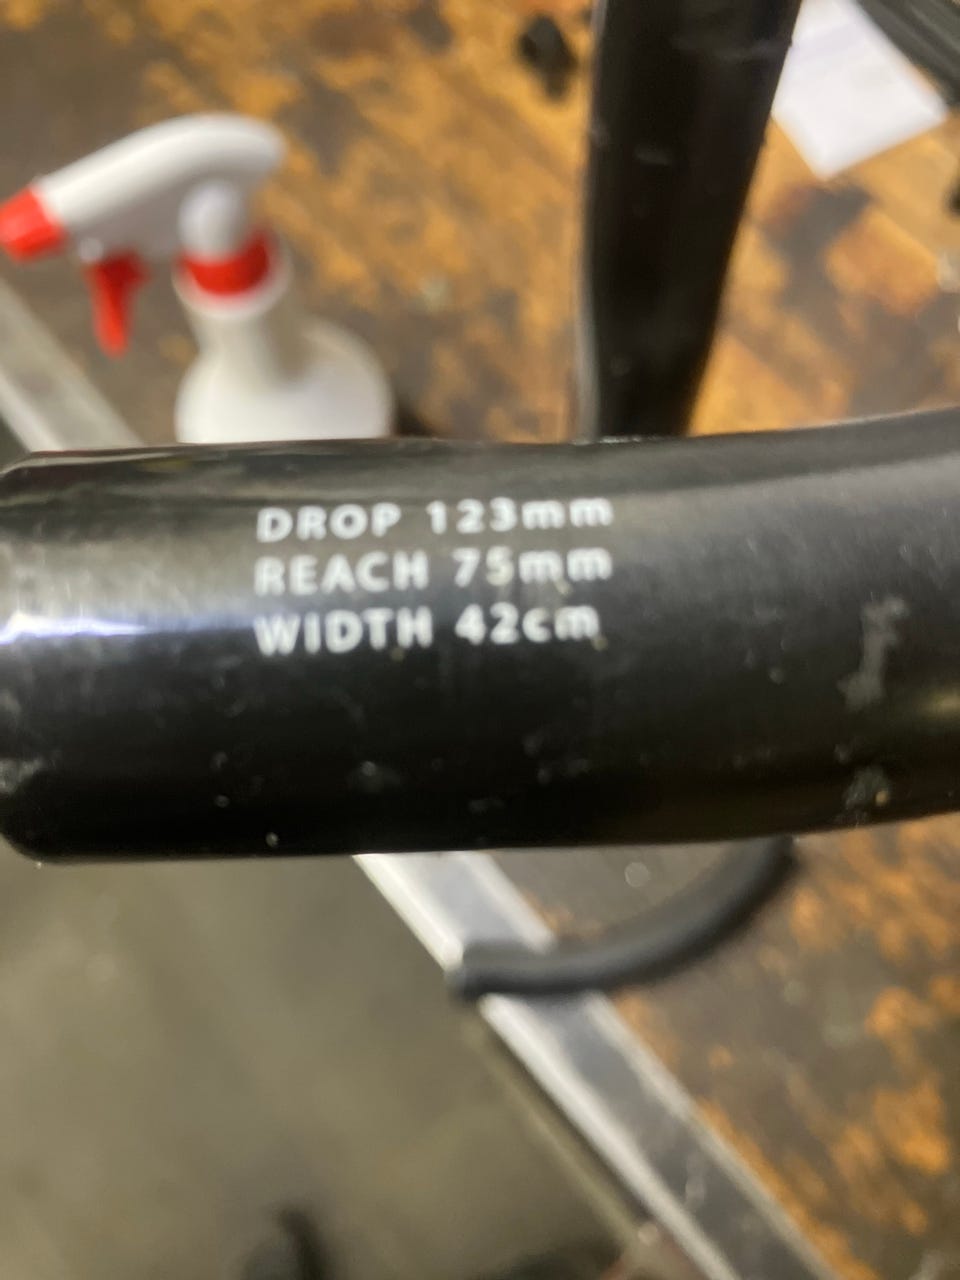 DROP 123mm
REACH 75mm
WIDTH 42cm